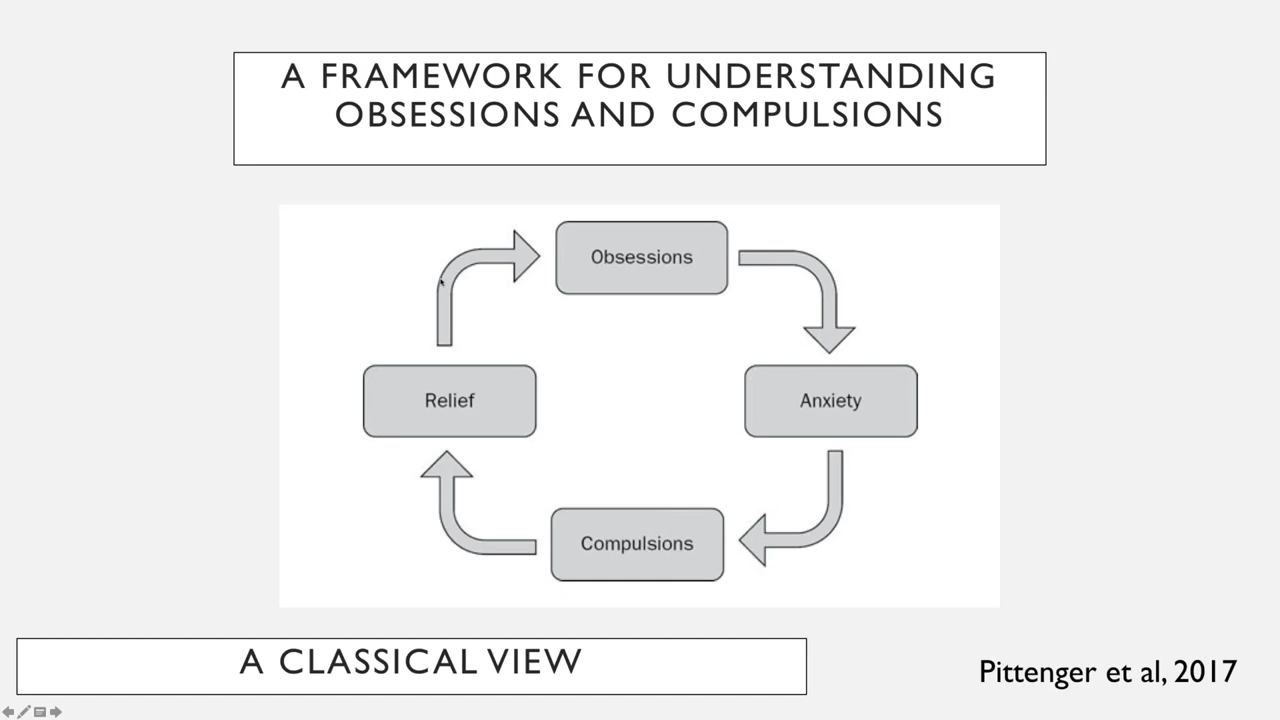 A FRAMEWORK FOR UNDERSTANDING
OBSESSIONS AND COMPULSIONS
Obsessions
Relief
Anxiety
Compulsions
A CLASSICAL VIEW
Pittenger et al, 2017